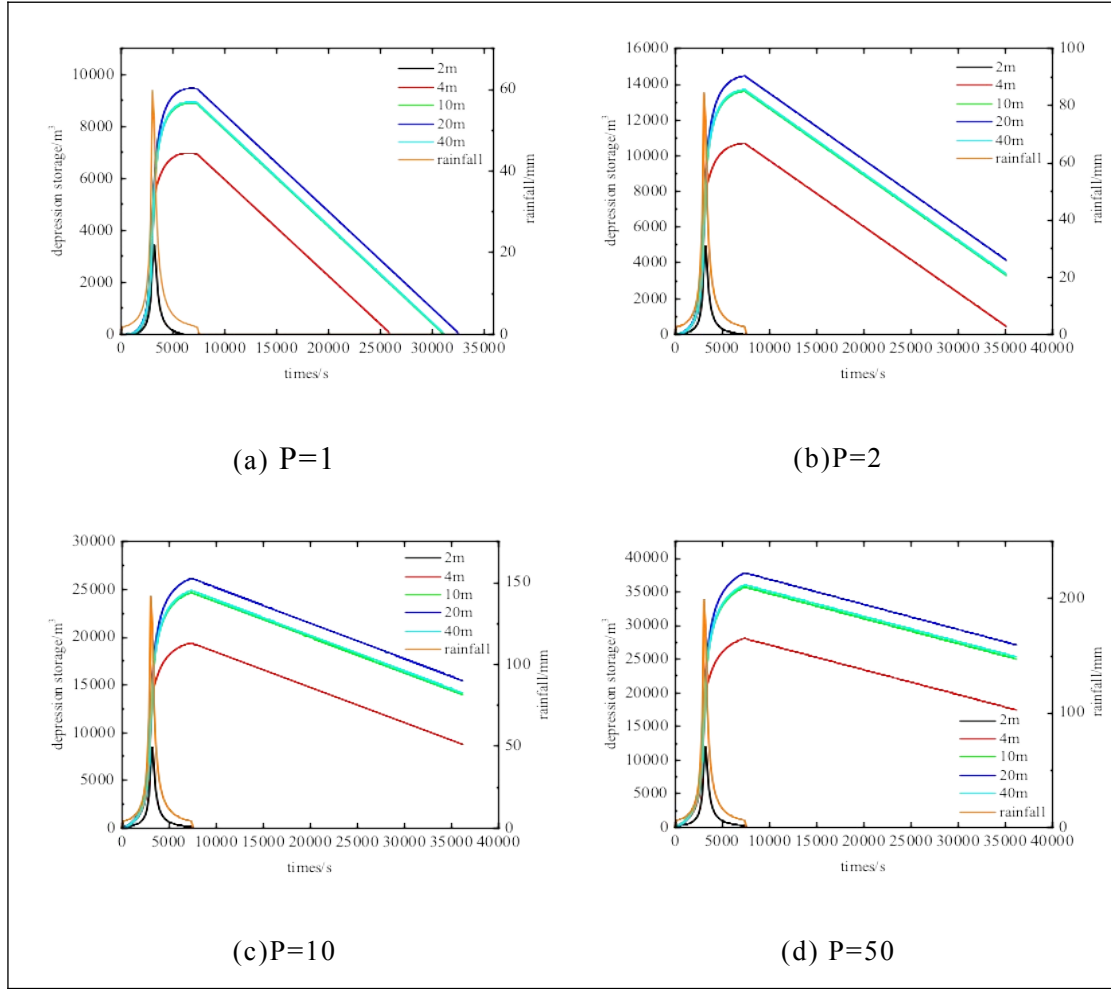 10000
8000
6000
4000
2000
0
depression storage/m³
60
40
20
0
rainfall/mm
2m
4m
10m
20m
40m
rainfall
0 5000 10000 15000 20000 25000 30000 35000
times/s
(a) P=1
16000
14000
12000
10000
8000
6000
4000
2000
0
depression storage/m³
100
80
60
40
20
0
rainfall/mm
2m
4m
10m
20m
40m
rainfall
0 5000 10000 15000 20000 25000 30000 35000 40000
times/s
(b)P=2
30000
25000
20000
15000
10000
5000
0
depression storage/m³
150
100
50
0
rainfall/mm
2m
4m
10m
20m
40m
rainfall
0 5000 10000 15000 20000 25000 30000 35000 40000
times/s
(c)P=10
40000
35000
30000
25000
20000
15000
10000
5000
0
depression storage/m³
200
100
0
rainfall/mm
2m
4m
10m
20m
40m
rainfall
0 5000 10000 15000 20000 25000 30000 35000 40000
times/s
(d) P=50